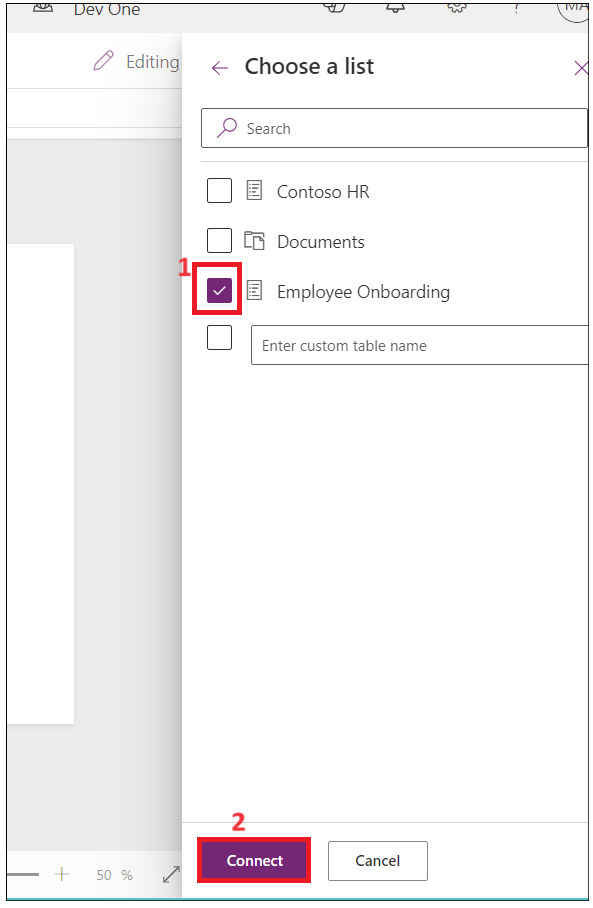 Dev One
?
MA
Editing
Choose a list
Search
Contoso HR
Documents
1
Employee Onboarding
Enter custom table name
2
Connect
Cancel
50 %